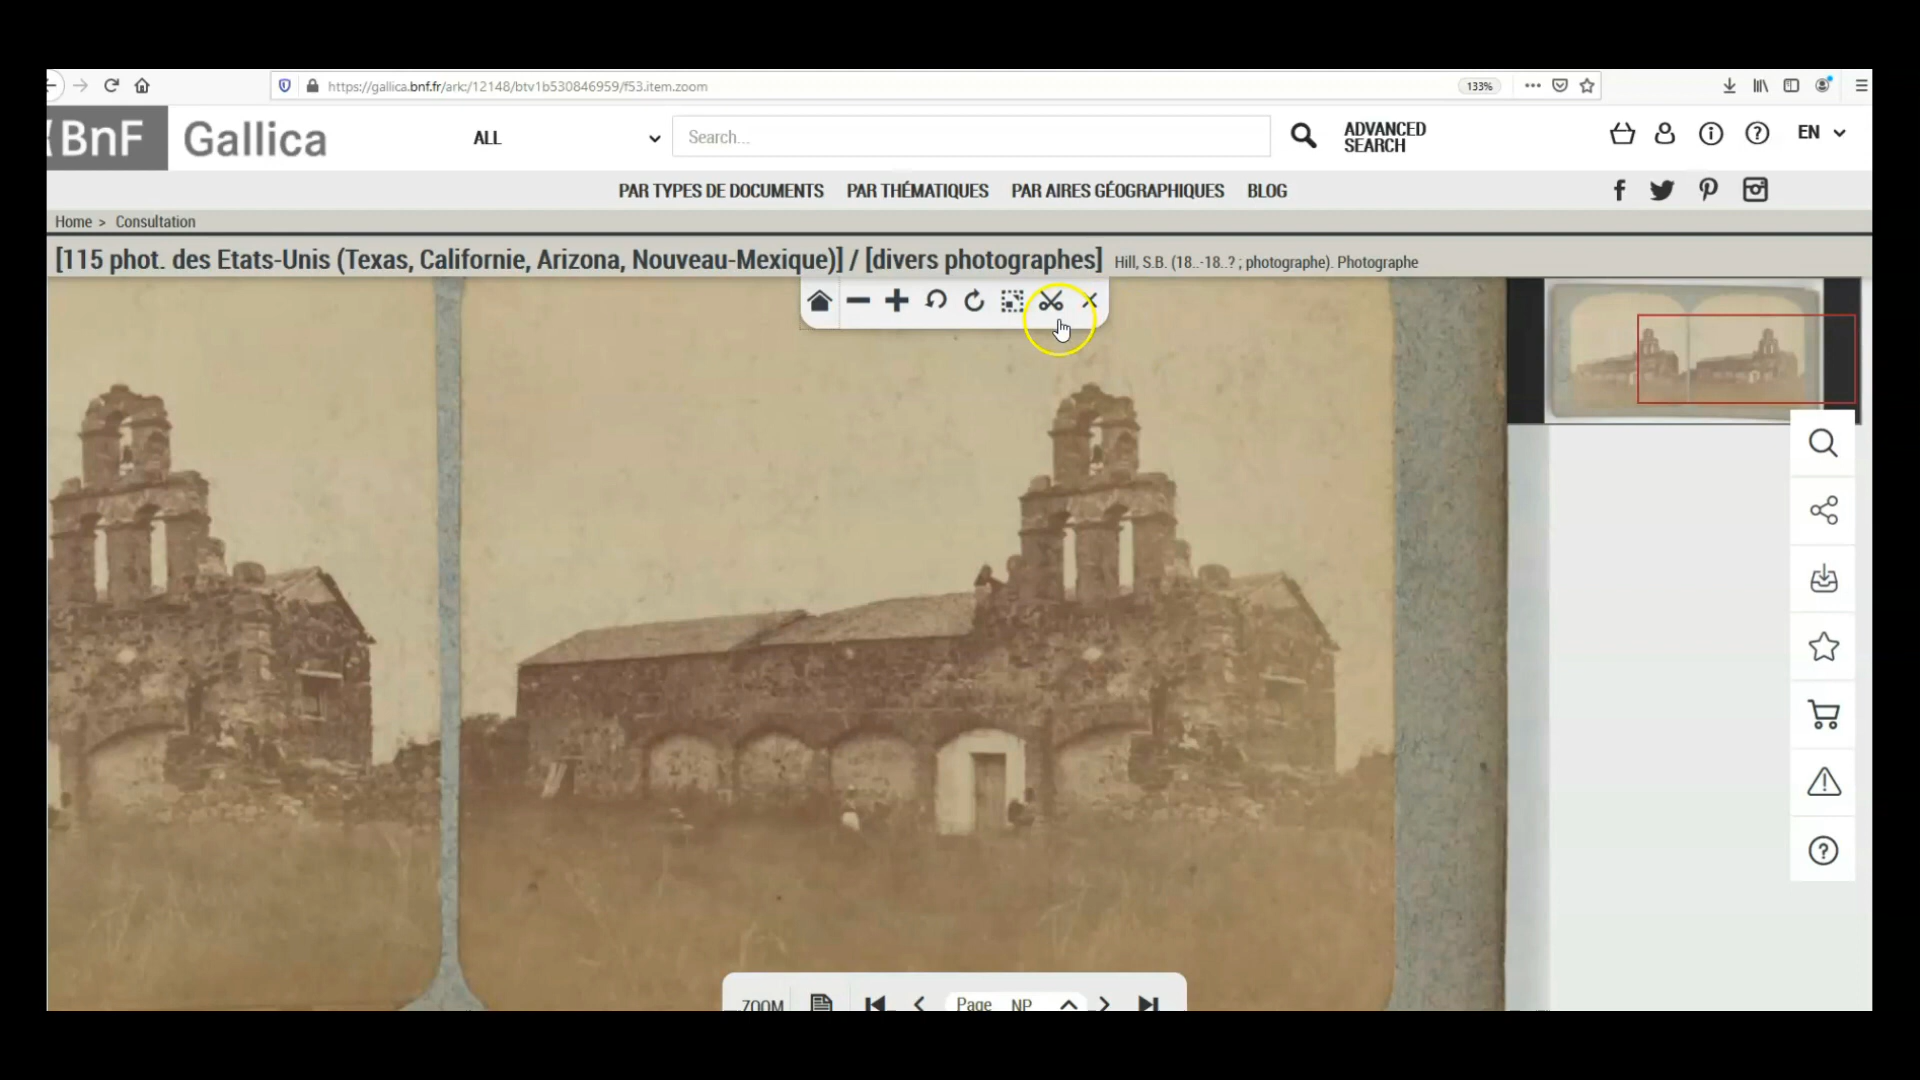 https://gallica.bnf.fr/ark:/12148/btv1b530846959/f53.item.zoom
133%
BnF Gallica
ALL
Search...
ADVANCED SEARCH
EN
PAR TYPES DE DOCUMENTS PAR THÉMATIQUES PAR AIRES GÉOGRAPHIQUES BLOG
Home > Consultation
[115 phot. des Etats-Unis (Texas, Californie, Arizona, Nouveau-Mexique)] / [divers photographes] Hill, S.B. (18..-18..? ; photographe). Photographe
ZOOM Page NP